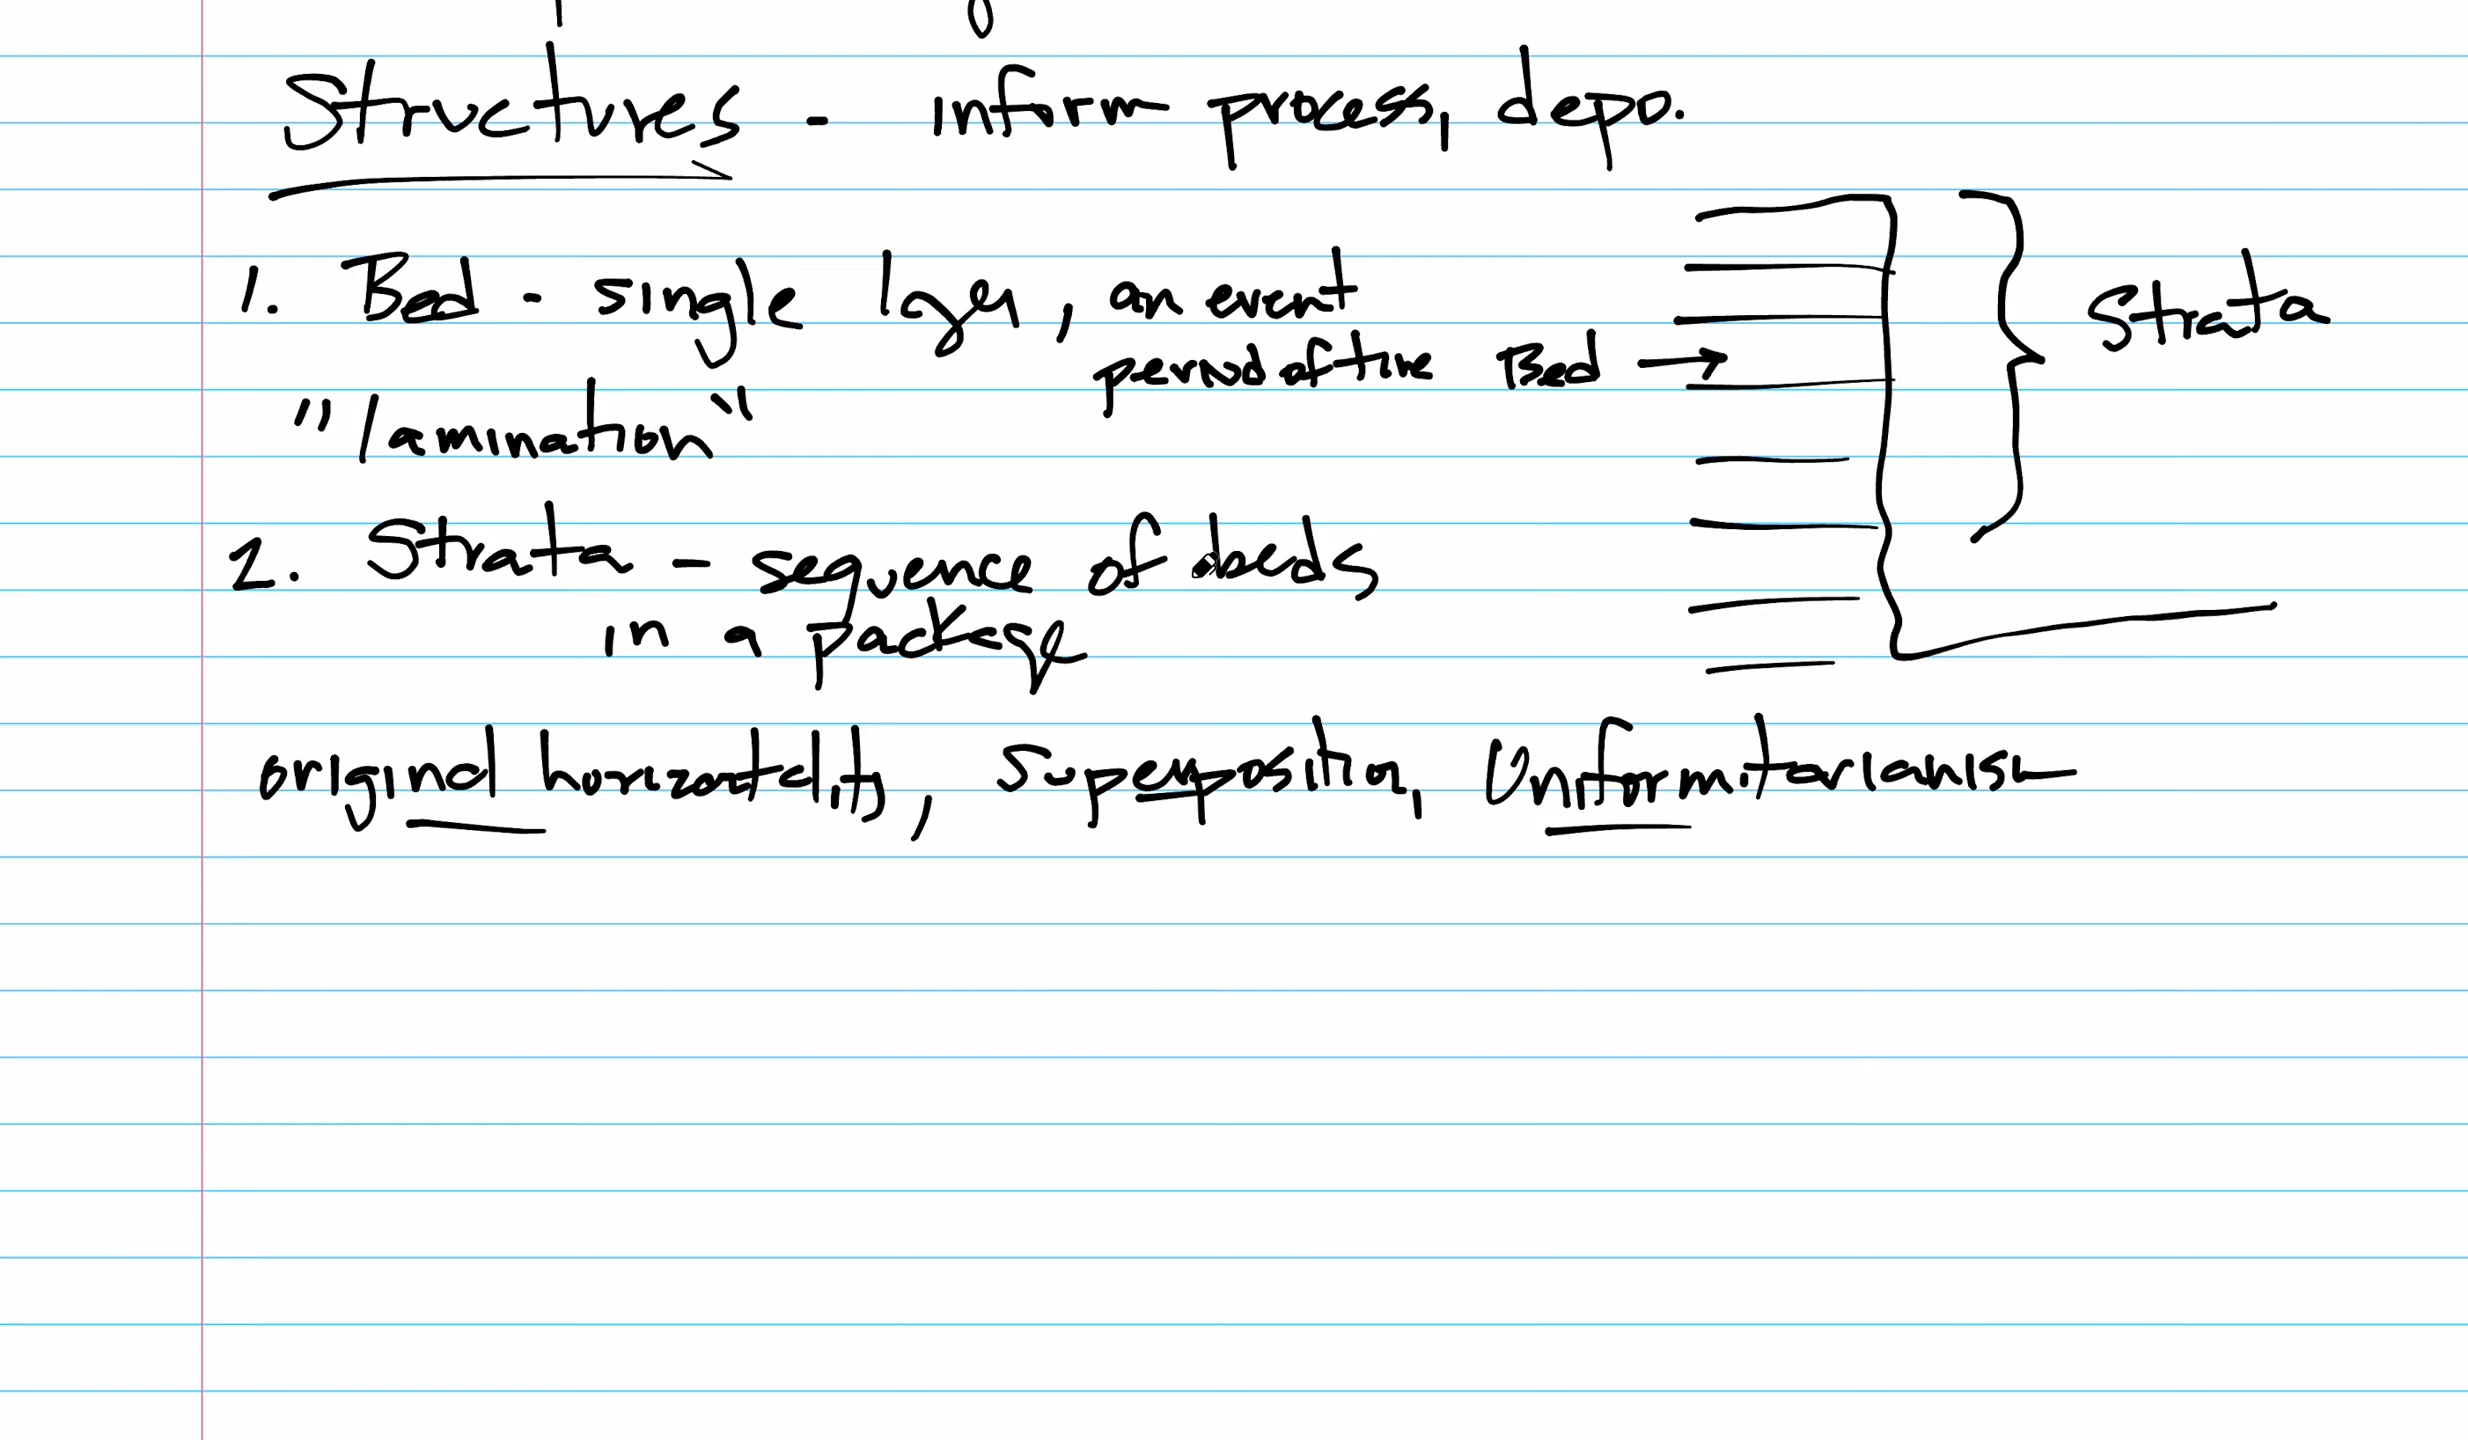 Structures - inform process, depo.
1. Bed - single layer, an event
period of time Bed →
Strata
"lamination"
2. Strata - sequence of beds
in a package
original horizontality, Superposition, Uniformitarianism